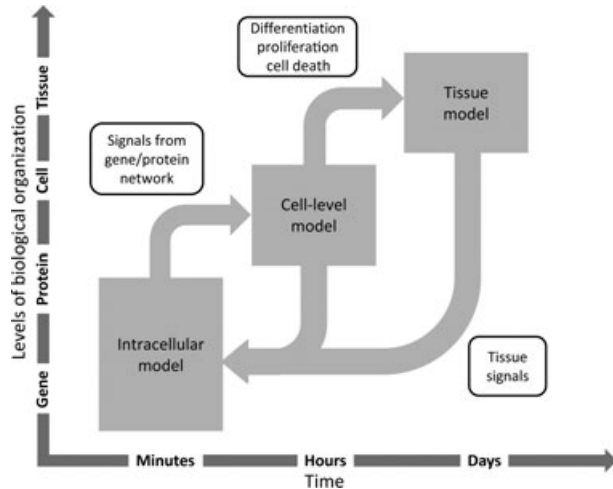 Levels of biological organization
Tissue
Cell
Protein
Gene
Differentiation
proliferation
cell death
Tissue
model
Signals from
gene/protein
network
Cell-level
model
Intracellular
model
Tissue
signals
Minutes
Hours
Days
Time